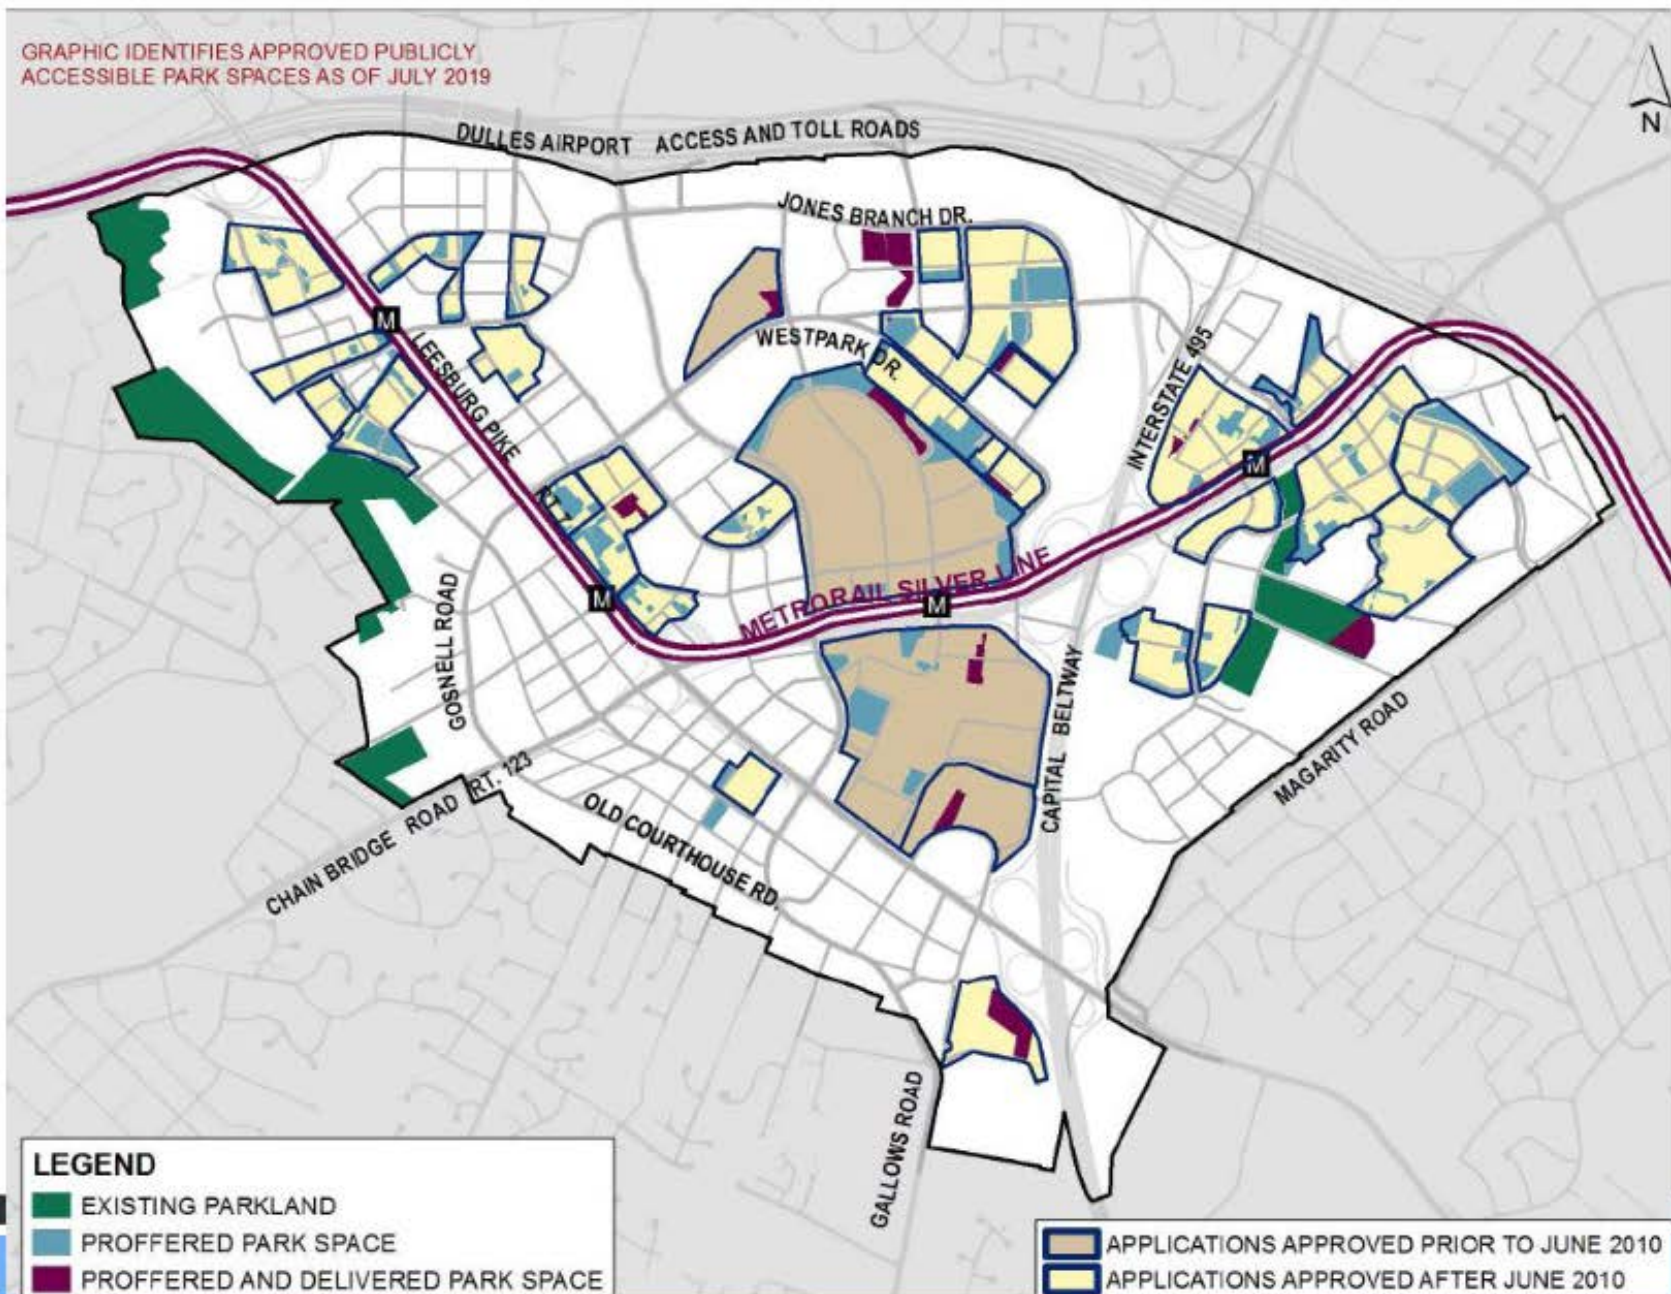 GRAPHIC IDENTIFIES APPROVED PUBLICLY
ACCESSIBLE PARK SPACES AS OF JULY 2019
N
DULLES AIRPORT ACCESS AND TOLL ROADS
JONES BRANCH DR.
WESTPARK DR.
M
LEESBURG PIKE
INTERSTATE 495
M
RT. 7
METRORAIL SILVER LINE
M
M
GOSNELL ROAD
CAPITAL BELTWAY
MAGARITY ROAD
CHAIN BRIDGE ROAD RT. 123
OLD COURTHOUSE RD.
GALLOWS ROAD
LEGEND
EXISTING PARKLAND
PROFFERED PARK SPACE
PROFFERED AND DELIVERED PARK SPACE
APPLICATIONS APPROVED PRIOR TO JUNE 2010
APPLICATIONS APPROVED AFTER JUNE 2010